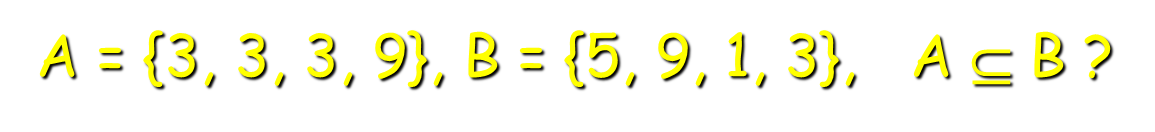 A = {3, 3, 3, 9}, B = {5, 9, 1, 3}, A ⊆ B ?